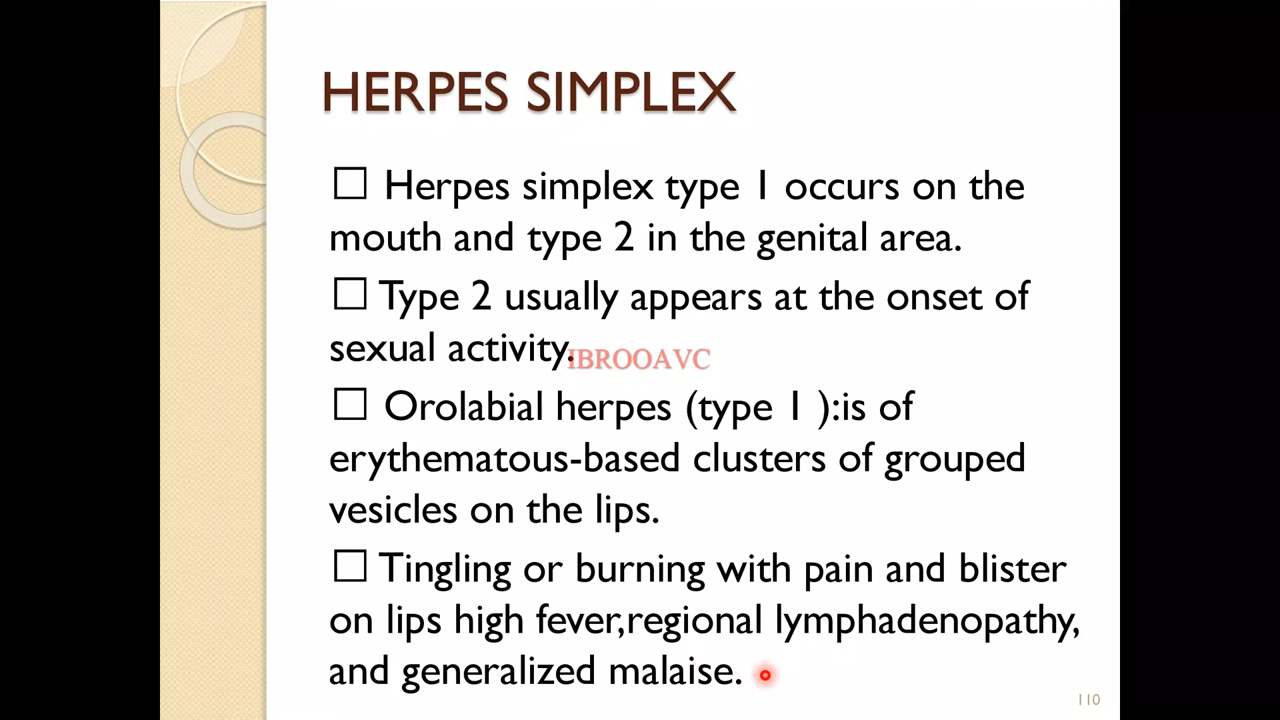 HERPES SIMPLEX
☐ Herpes simplex type 1 occurs on the
mouth and type 2 in the genital area.
☐ Type 2 usually appears at the onset of
sexual activity.
IBROOAVC
☐ Orolabial herpes (type 1 ):is of
erythematous-based clusters of grouped
vesicles on the lips.
☐ Tingling or burning with pain and blister
on lips high fever,regional lymphadenopathy,
and generalized malaise.
110